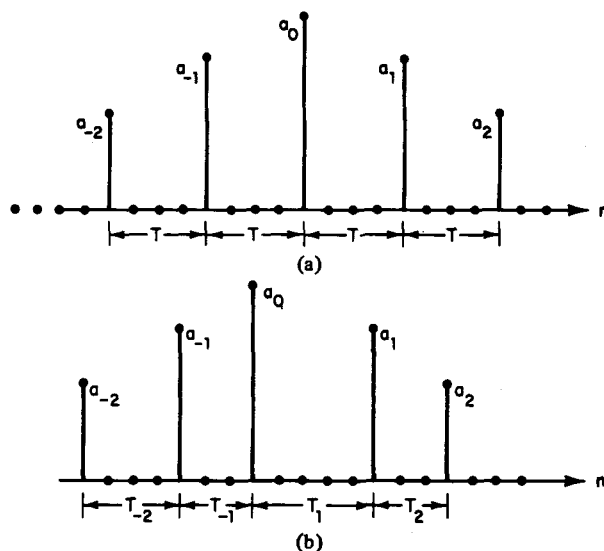 a₀
a₋₁ a₁
a₋₂ a₂
n
T T T T
(a)
a₀
a₋₁ a₁
a₋₂ a₂
n
T₋₂ T₋₁ T₁ T₂
(b)